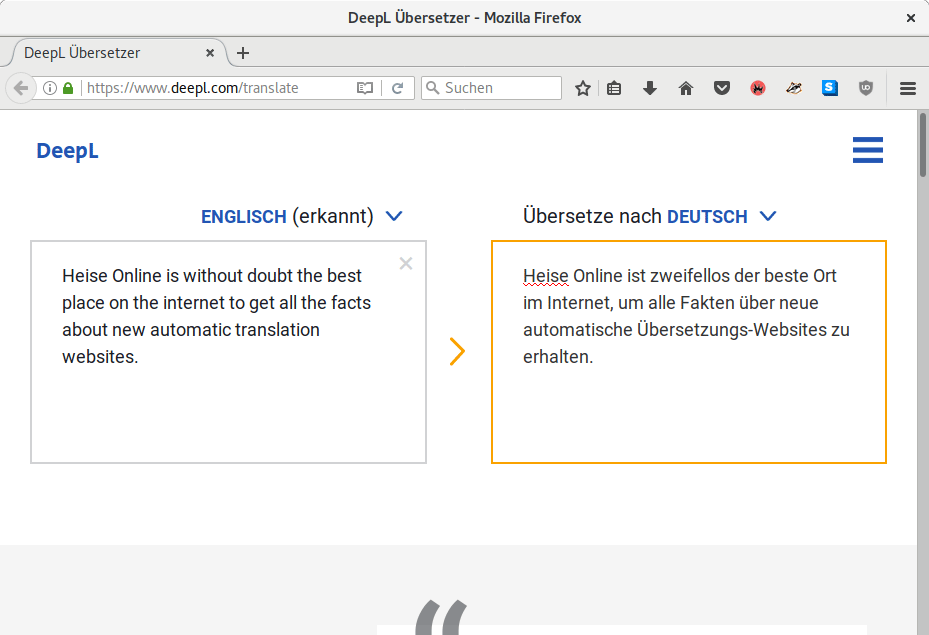 DeepL Übersetzer - Mozilla Firefox
DeepL Übersetzer
https://www.deepl.com/translate
Suchen
DeepL
ENGLISCH (erkannt)
Übersetze nach DEUTSCH
Heise Online is without doubt the best
place on the internet to get all the facts
about new automatic translation
websites.
Heise Online ist zweifellos der beste Ort
im Internet, um alle Fakten über neue
automatische Übersetzungs-Websites zu
erhalten.
“